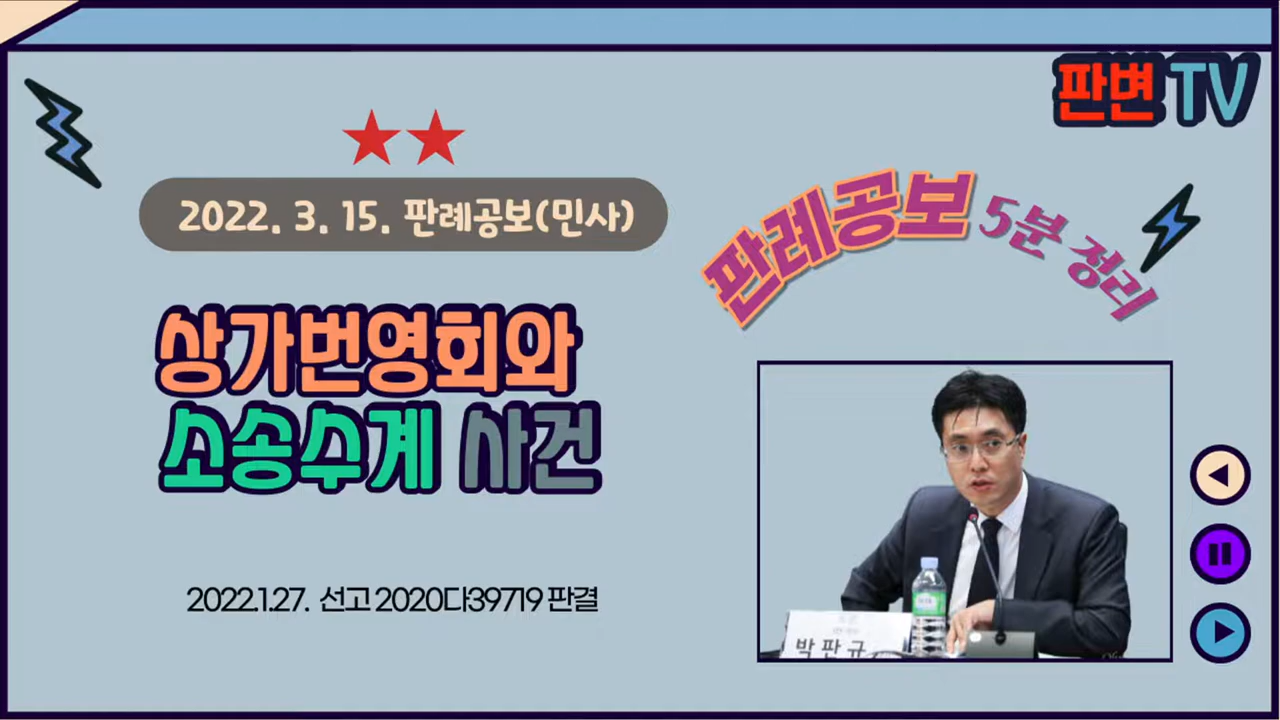 판변 TV
2022. 3. 15. 판례공보(민사)
판례공보 5분 정리
상가번영회와
소송수계 사건
2022.1.27. 선고 2020다39719 판결
박판규